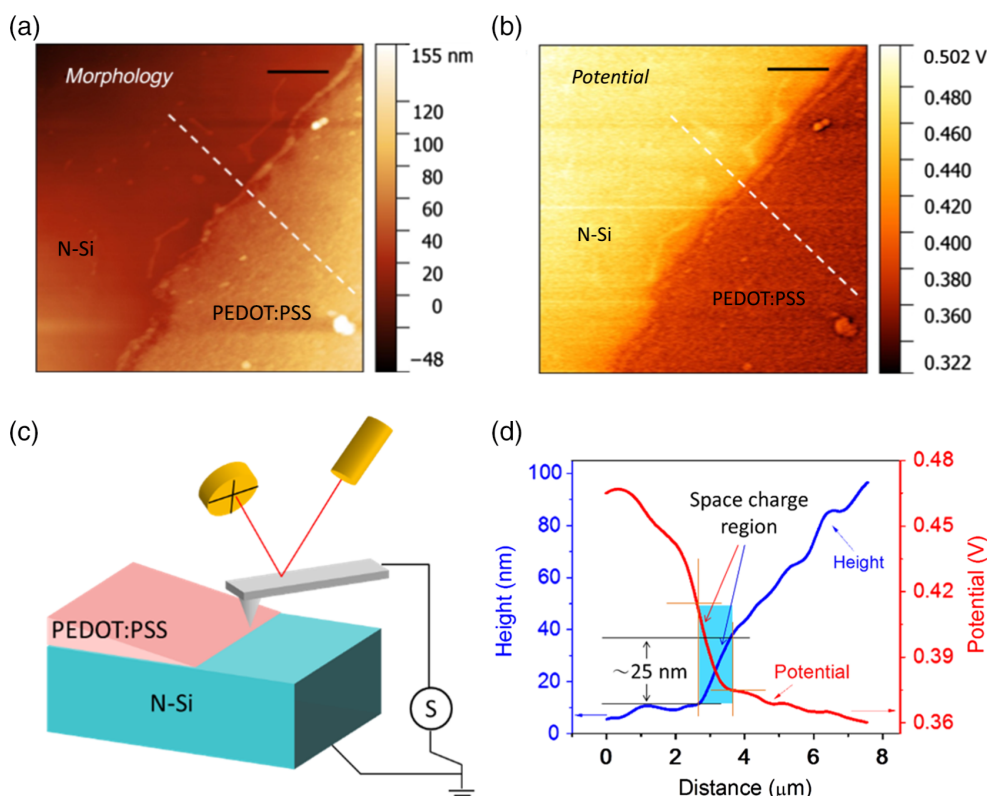 (a)
Morphology
N-Si
PEDOT:PSS
155 nm
120
100
80
60
40
20
0
−48
(b)
Potential
N-Si
PEDOT:PSS
0.502 V
0.480
0.460
0.440
0.420
0.400
0.380
0.360
0.322
(c)
PEDOT:PSS
N-Si
S
(d)
Height (nm)
100
80
60
40
20
10
0
Space charge
region
Height
~25 nm
Potential
0.48
0.45
0.42
0.39
0.36
Potential (V)
0 2 4 6 8
Distance (μm)